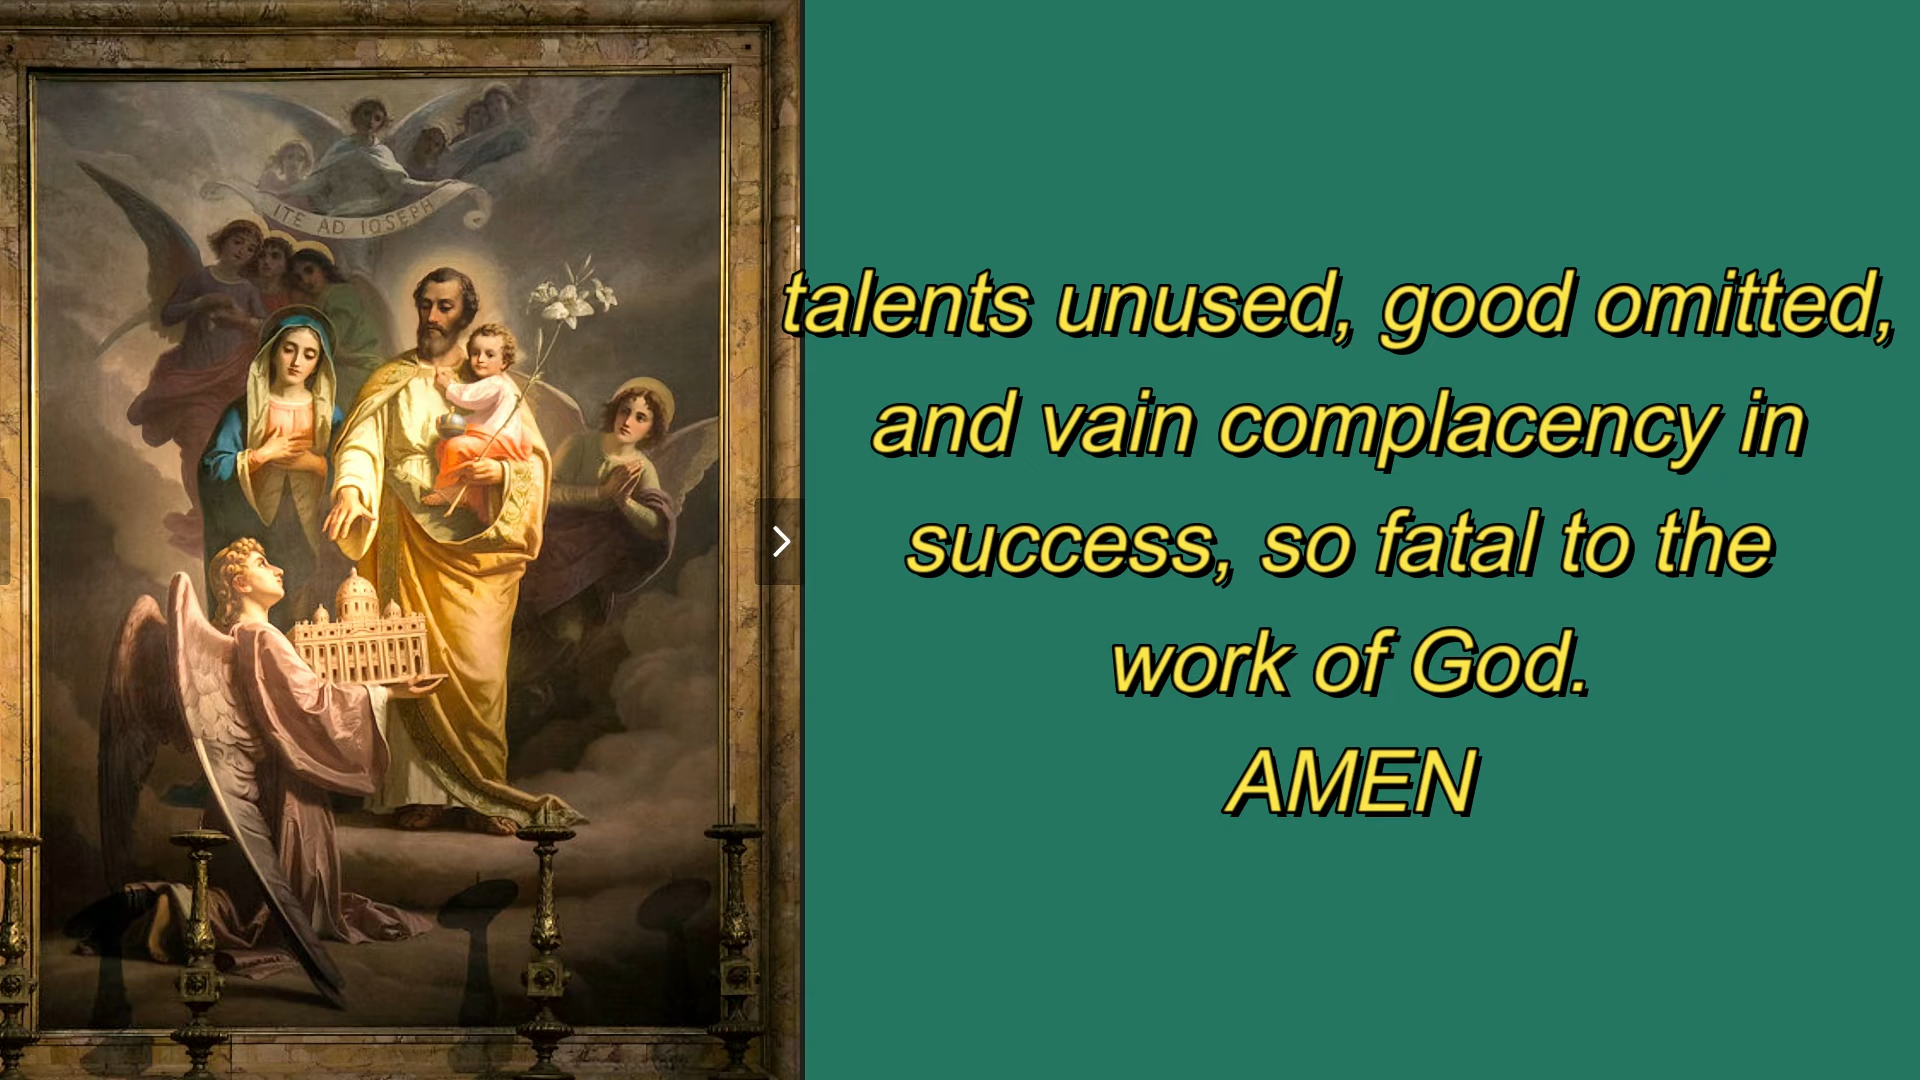 ITE AD IOSEPH
talents unused, good omitted,
and vain complacency in
success, so fatal to the
work of God.
AMEN